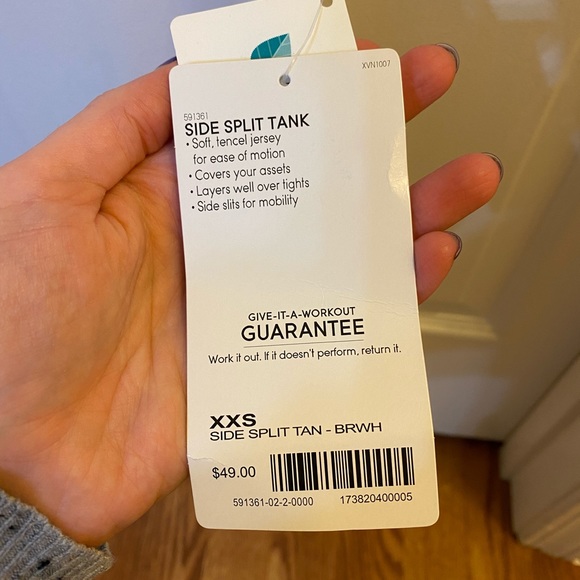 XVN1007
591361
SIDE SPLIT TANK
• Soft, tencel jersey
for ease of motion
• Covers your assets
• Layers well over tights
• Side slits for mobility
GIVE-IT-A-WORKOUT
GUARANTEE
Work it out. If it doesn't perform, return it.
XXS
SIDE SPLIT TAN - BRWH
$49.00
591361-02-2-0000 173820400005